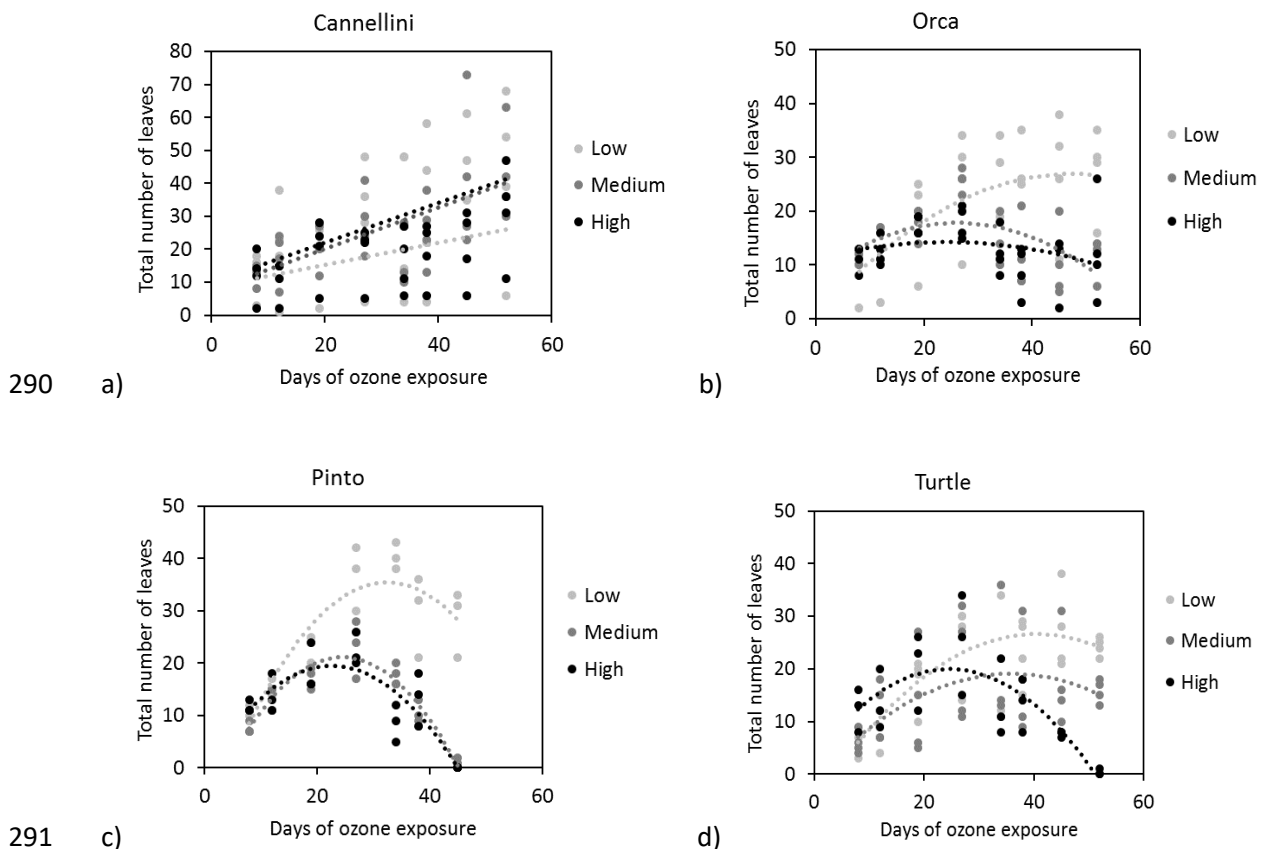 Cannellini
80
70
60
50
40
30
20
10
0
Total number of leaves
0 20 40 60
Days of ozone exposure
Low
Medium
High
290 a)
Orca
50
40
30
20
10
0
Total number of leaves
0 20 40 60
Days of ozone exposure
Low
Medium
High
b)
Pinto
50
40
30
20
10
0
Total number of leaves
0 20 40 60
Days of ozone exposure
Low
Medium
High
291 c)
Turtle
50
40
30
20
10
0
Total number of leaves
0 20 40 60
Days of ozone exposure
Low
Medium
High
d)